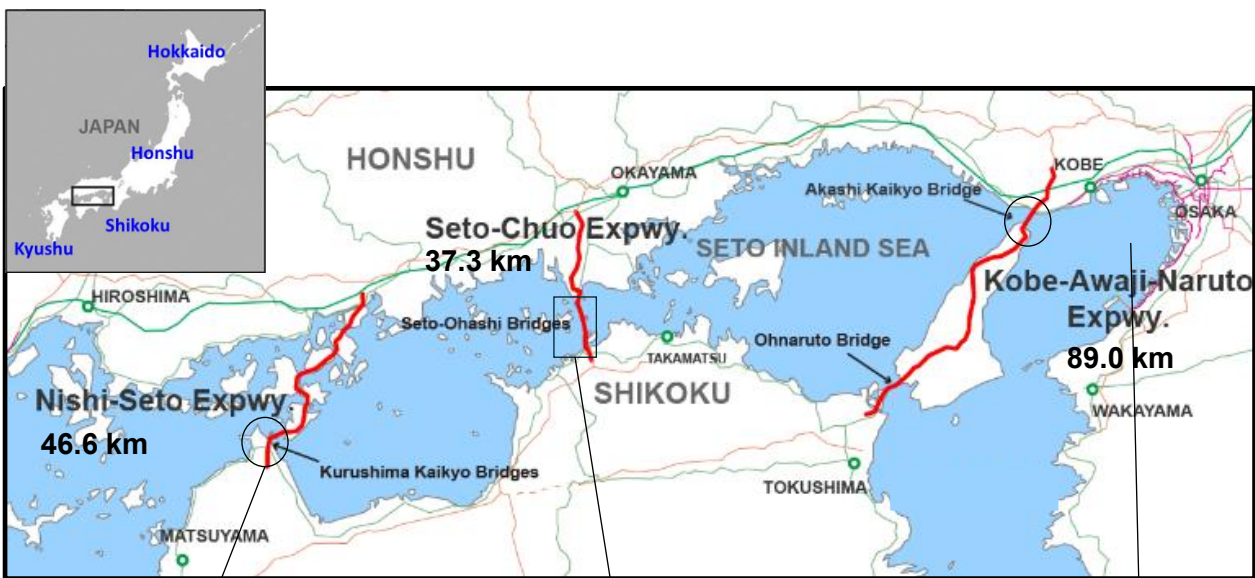 Hokkaido
JAPAN
Honshu
Shikoku
Kyushu
HONSHU
OKAYAMA
KOBE
Akashi Kaikyo Bridge
OSAKA
Seto-Chuo Expwy.
37.3 km
SETO INLAND SEA
Kobe-Awaji-Naruto
Expwy.
89.0 km
HIROSHIMA
Seto-Ohashi Bridges
Ohnaruto Bridge
TAKAMATSU
SHIKOKU
Nishi-Seto Expwy.
46.6 km
WAKAYAMA
Kurushima Kaikyo Bridges
TOKUSHIMA
MATSUYAMA